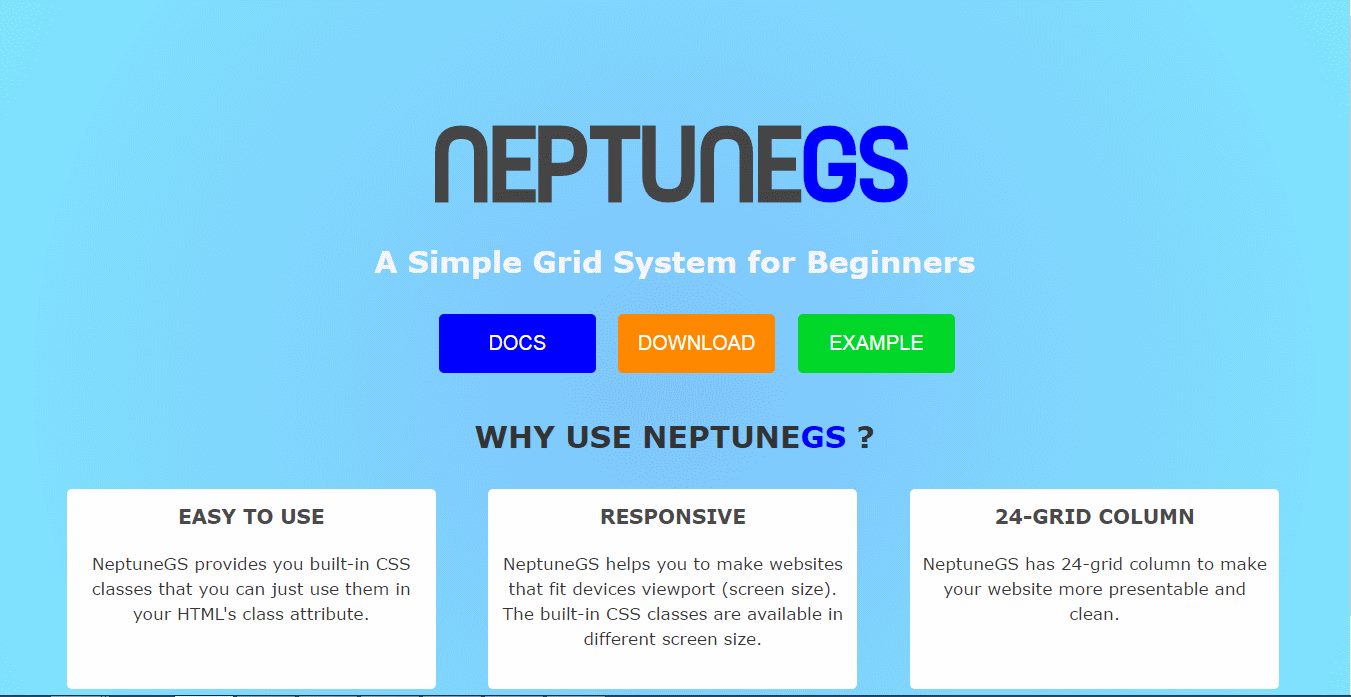 NEPTUNEGS
A Simple Grid System for Beginners
DOCS
DOWNLOAD
EXAMPLE
WHY USE NEPTUNEGS ?
EASY TO USE
NeptuneGS provides you built-in CSS
classes that you can just use them in
your HTML's class attribute.
RESPONSIVE
NeptuneGS helps you to make websites
that fit devices viewport (screen size).
The built-in CSS classes are available in
different screen size.
24-GRID COLUMN
NeptuneGS has 24-grid column to make
your website more presentable and
clean.